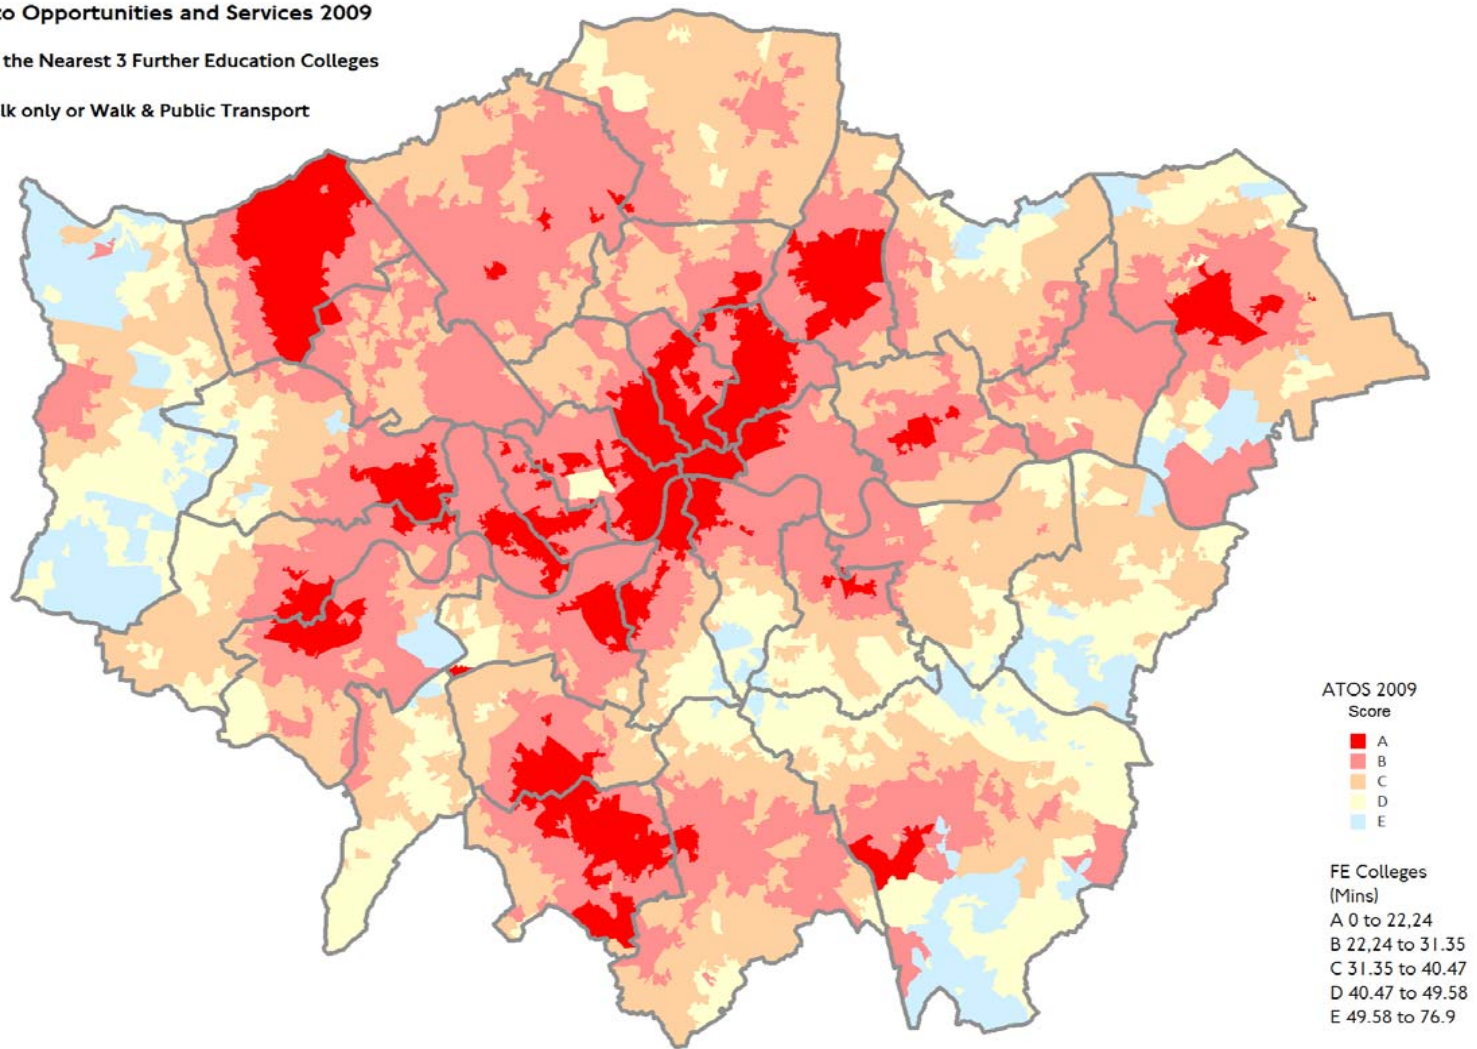 to Opportunities and Services 2009
the Nearest 3 Further Education Colleges
lk only or Walk & Public Transport
ATOS 2009
Score
A
B
C
D
E
FE Colleges
(Mins)
A 0 to 22,24
B 22,24 to 31.35
C 31.35 to 40.47
D 40.47 to 49.58
E 49.58 to 76.9